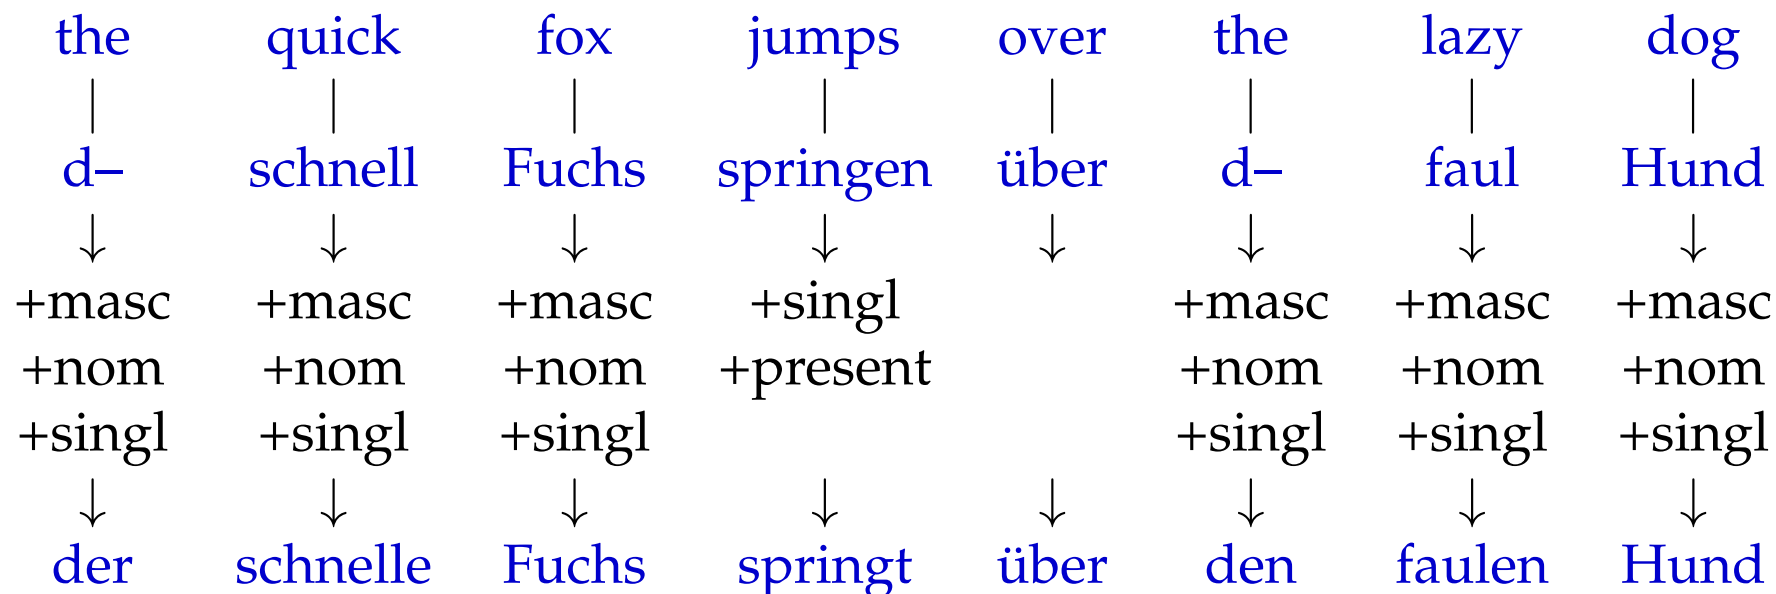 the quick fox jumps over the lazy dog
d– schnell Fuchs springen über d– faul Hund
+masc +masc +masc +singl +masc +masc +masc
+nom +nom +nom +present +nom +nom +nom
+singl +singl +singl +singl +singl +singl
der schnelle Fuchs springt über den faulen Hund